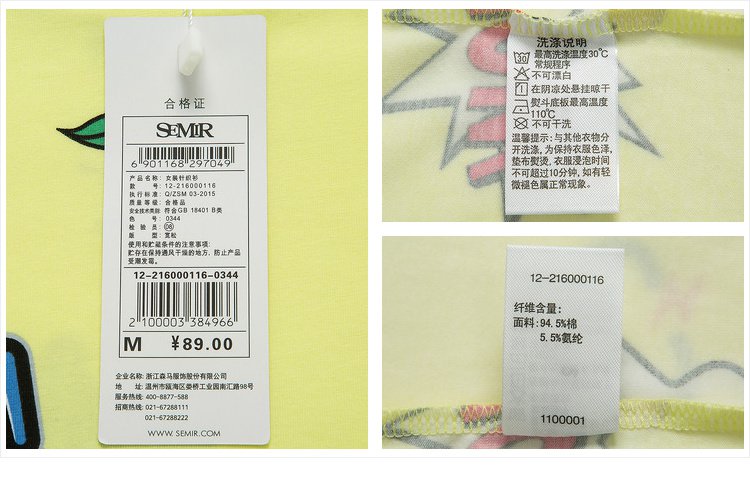 合格证
SEMIR
6 901168 297049
产品名称: 女装针织衫
款 号: 12-216000116
执行标准: Q/ZSM 03-2015
质量等级: 合格品
安全技术类别: 符合GB 18401 B类
色 号: 0344
检 验 员: 08
版 型: 宽松
使用和贮藏条件的注意事项:
贮存在保持通风干燥的地方, 防止产品
受潮发霉。
12-216000116-0344
2 100003 384966
M ¥89.00
企业名称: 浙江森马服饰股份有限公司
地 址: 温州市瓯海区娄桥工业园南汇路98号
服务热线: 400-8877-588
招商热线: 021-67288111
021-67288222
WWW.SEMIR.COM
洗涤说明
30 最高洗涤温度30℃
常规程序
不可漂白
在阴凉处悬挂晾干
熨斗底板最高温度
110℃
不可干洗
温馨提示: 与其他衣物分
开洗涤, 为保持衣服色泽,
垫布熨烫, 衣服浸泡时间
不可超过10分钟, 如有轻
微褪色属正常现象。
12-216000116
纤维含量:
面料: 94.5%棉
5.5%氨纶
1100001